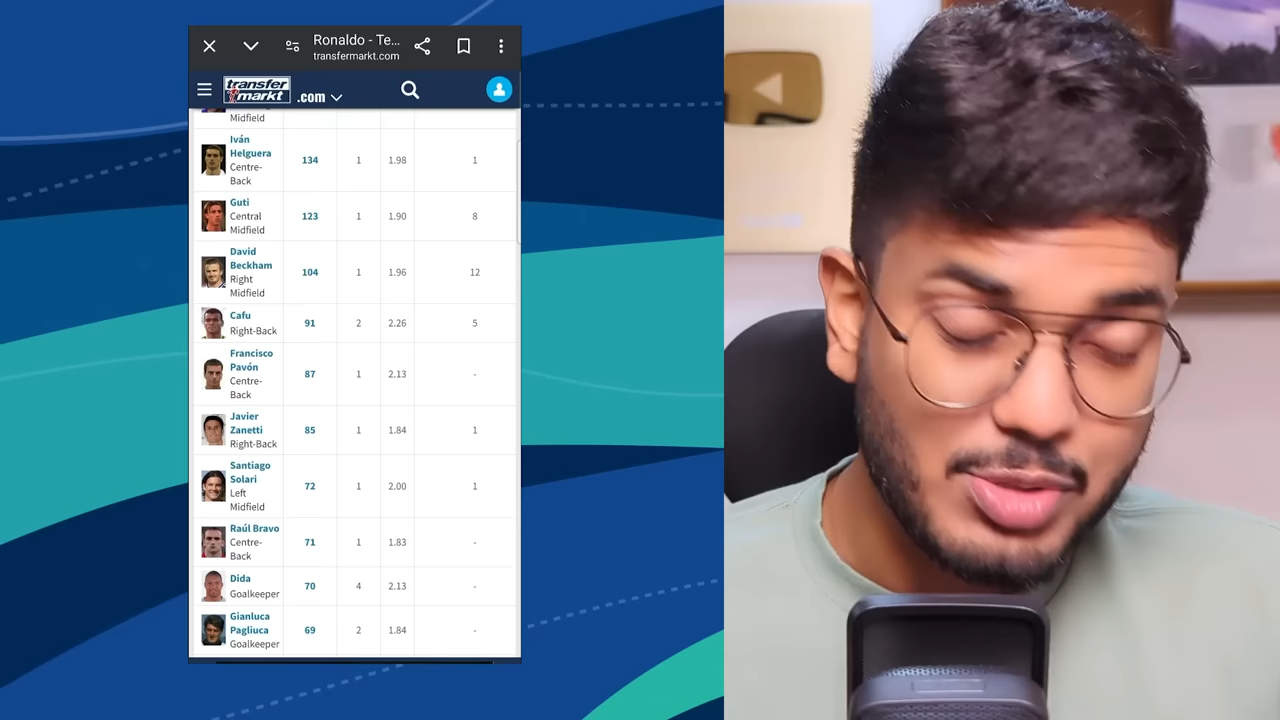 Ronaldo - Te...
transfermarkt.com
transfer
markt
.com
Midfield
Iván
Helguera
Centre-
Back
134 1 1.98 1
Guti
Central
Midfield
123 1 1.90 8
David
Beckham
Right
Midfield
104 1 1.96 12
Cafu
Right-Back
91 2 2.26 5
Francisco
Pavón
Centre-
Back
87 1 2.13 -
Javier
Zanetti
Right-Back
85 1 1.84 1
Santiago
Solari
Left
Midfield
72 1 2.00 1
Raúl Bravo
Centre-
Back
71 1 1.83 -
Dida
Goalkeeper
70 4 2.13 -
Gianluca
Pagliuca
Goalkeeper
69 2 1.84 -